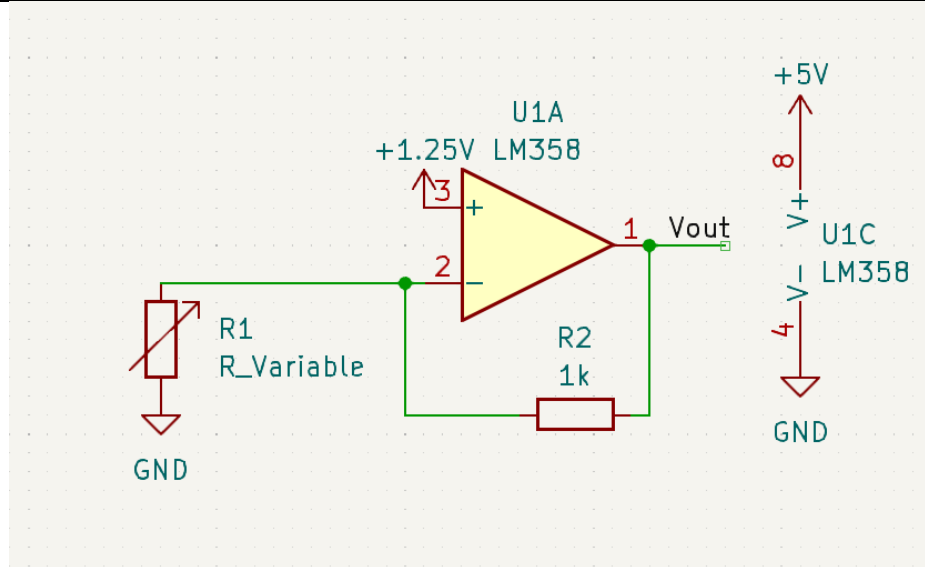 +5V
U1A
+1.25V LM358
8
3
+
V+
1
Vout
U1C
2
−
V−
LM358
R1
R_Variable
4
R2
1k
GND
GND